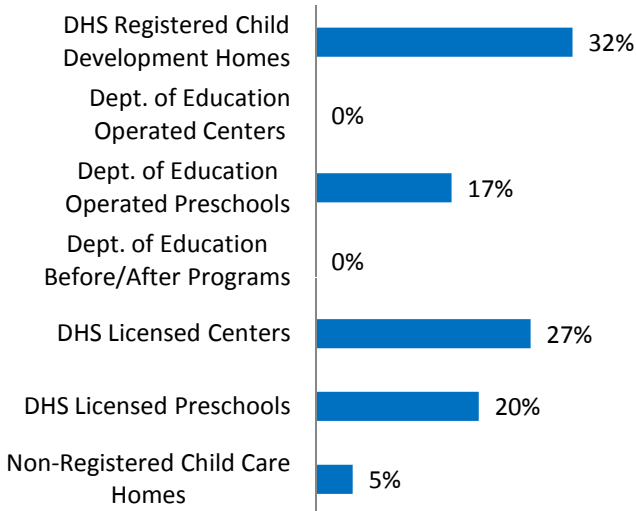 DHS Registered Child
Development Homes
32%
Dept. of Education
Operated Centers
0%
Dept. of Education
Operated Preschools
17%
Dept. of Education
Before/After Programs
0%
DHS Licensed Centers
27%
DHS Licensed Preschools
20%
Non-Registered Child Care
Homes
5%